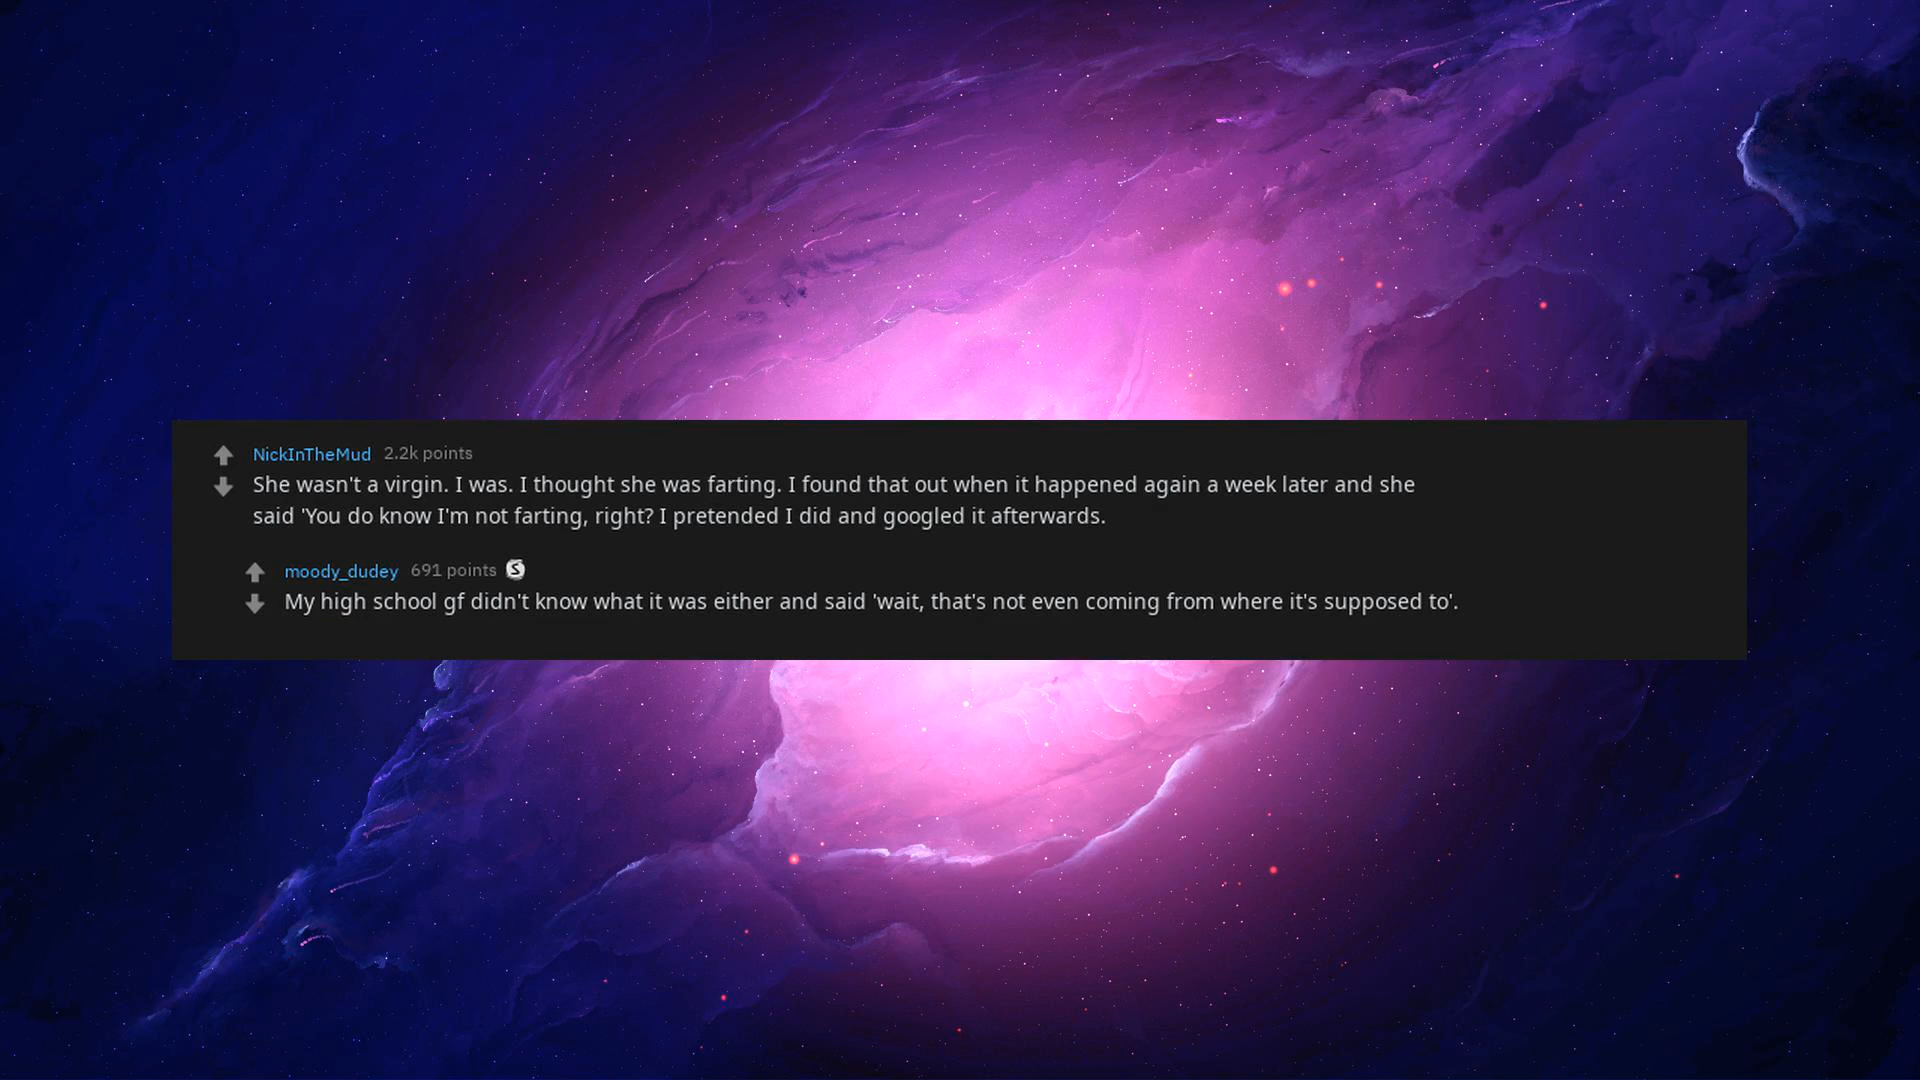 NickInTheMud 2.2k points
She wasn't a virgin. I was. I thought she was farting. I found that out when it happened again a week later and she
said 'You do know I'm not farting, right? I pretended I did and googled it afterwards.
moody_dudey 691 points S
My high school gf didn't know what it was either and said 'wait, that's not even coming from where it's supposed to'.